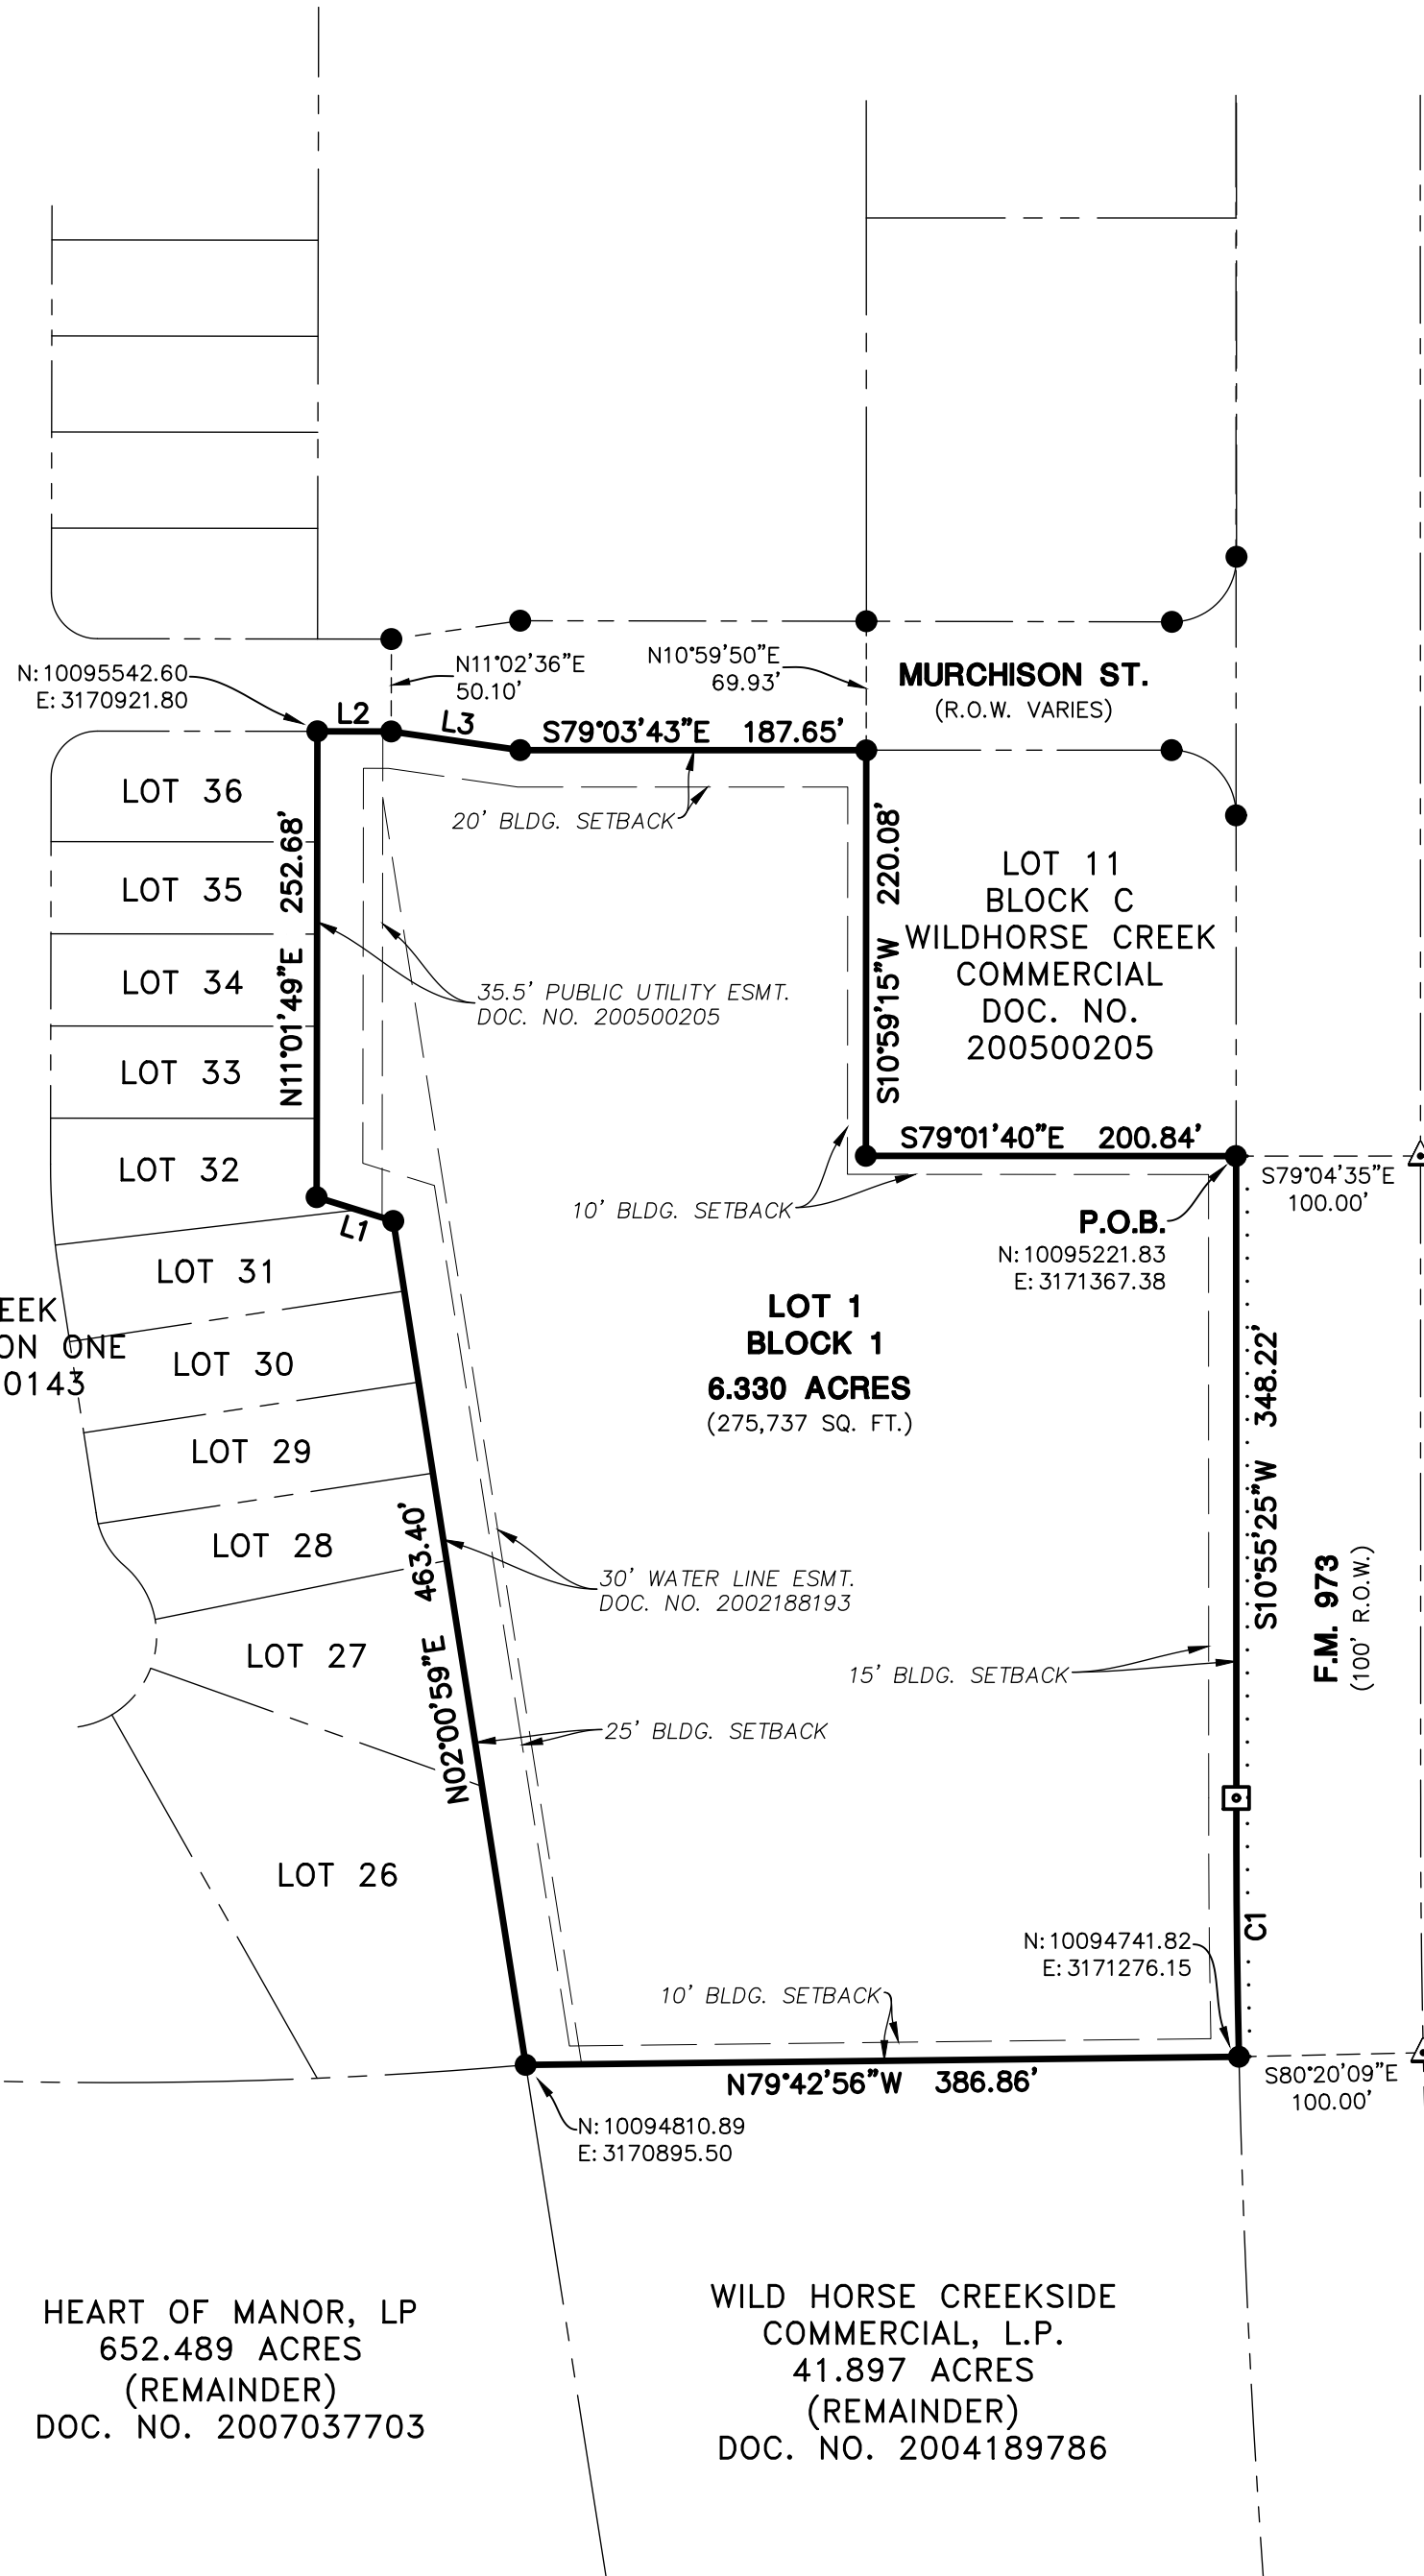 N:10095542.60
E:3170921.80
N11°02'36"E
50.10'
N10°59'50"E
69.93'
MURCHISON ST.
(R.O.W. VARIES)
L2
L3
S79°03'43"E 187.65'
20' BLDG. SETBACK
LOT 36
LOT 35
LOT 34
LOT 33
LOT 32
N11°01'49"E 252.68'
35.5' PUBLIC UTILITY ESMT.
DOC. NO. 200500205
S10°59'15"W 220.08'
LOT 11
BLOCK C
WILDHORSE CREEK
COMMERCIAL
DOC. NO.
200500205
S79°01'40"E 200.84'
10' BLDG. SETBACK
S79°04'35"E
100.00'
P.O.B.
N:10095221.83
E:3171367.38
L1
LOT 31
EEK
ON ONE
0143
LOT 30
LOT 29
LOT 28
LOT 27
LOT 26
LOT 1
BLOCK 1
6.330 ACRES
(275,737 SQ. FT.)
N02°00'59"E 463.40'
30' WATER LINE ESMT.
DOC. NO. 2002188193
25' BLDG. SETBACK
15' BLDG. SETBACK
S10°55'25"W 348.22'
F.M. 973
(100' R.O.W.)
C1
N:10094741.82
E:3171276.15
10' BLDG. SETBACK
N79°42'56"W 386.86'
S80°20'09"E
100.00'
N:10094810.89
E:3170895.50
HEART OF MANOR, LP
652.489 ACRES
(REMAINDER)
DOC. NO. 2007037703
WILD HORSE CREEKSIDE
COMMERCIAL, L.P.
41.897 ACRES
(REMAINDER)
DOC. NO. 2004189786